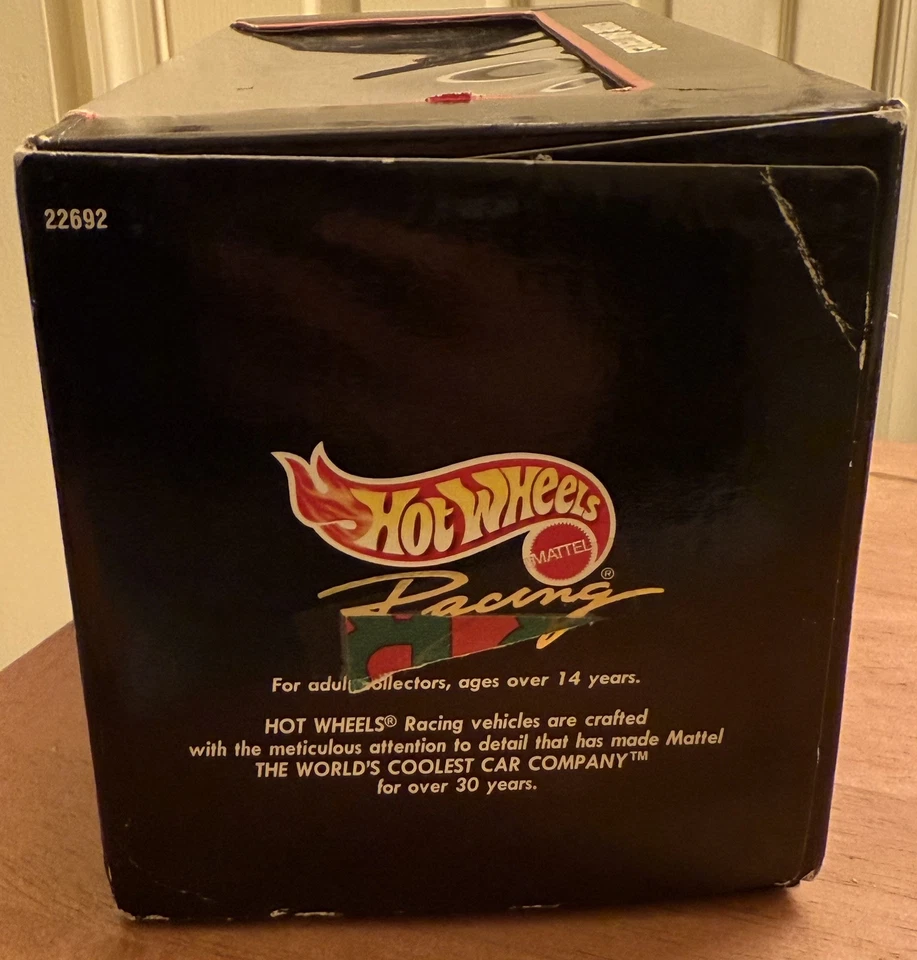 22692
HOT WHEELS
MATTEL
Racing®
For adult collectors, ages over 14 years.
HOT WHEELS® Racing vehicles are crafted
with the meticulous attention to detail that has made Mattel
THE WORLD'S COOLEST CAR COMPANY™
for over 30 years.